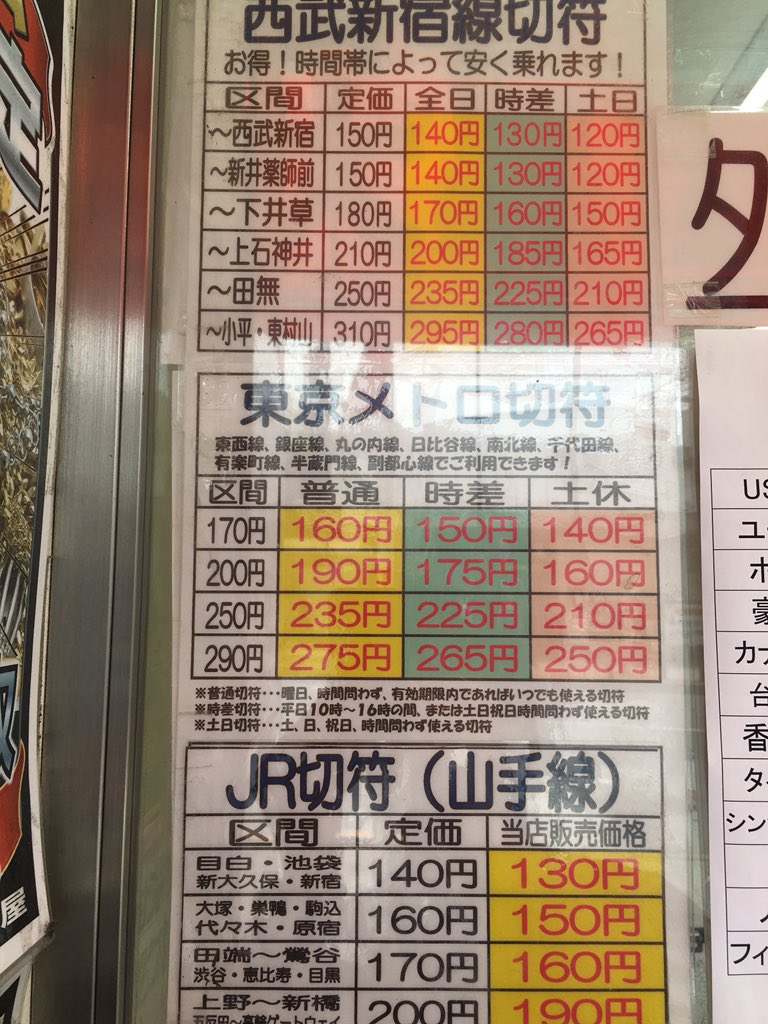 西武新宿線切符
お得！時間帯によって安く乗れます！
区間 定価 全日 時差 土日
～西武新宿 150円 140円 130円 120円
～新井薬師前 150円 140円 130円 120円
～下井草 180円 170円 160円 150円
～上石神井 210円 200円 185円 165円
～田無 250円 235円 225円 210円
～小平・東村山 310円 295円 280円 265円
東京メトロ切符
東西線、銀座線、丸の内線、日比谷線、南北線、千代田線、
有楽町線、半蔵門線、副都心線でご利用できます！
区間 普通 時差 土休
170円 160円 150円 140円
200円 190円 175円 160円
250円 235円 225円 210円
290円 275円 265円 250円
※普通切符・・・曜日、時間問わず、有効期限内であればいつでも使える切符
※時差切符・・・平日10時～16時の間、または土日祝日時間問わず使える切符
※土日切符・・・土、日、祝日、時間問わず使える切符
JR切符（山手線）
区間 定価 当店販売価格
目白・池袋
新大久保・新宿 140円 130円
大塚・巣鴨・駒込
代々木・原宿 160円 150円
田端～鶯谷
渋谷・恵比寿・目黒 170円 160円
上野～新橋
五反田～高輪ゲートウェイ 200円 190円
タ
US
ユ
カナ
台
香
タイ
シン
フィ
屋